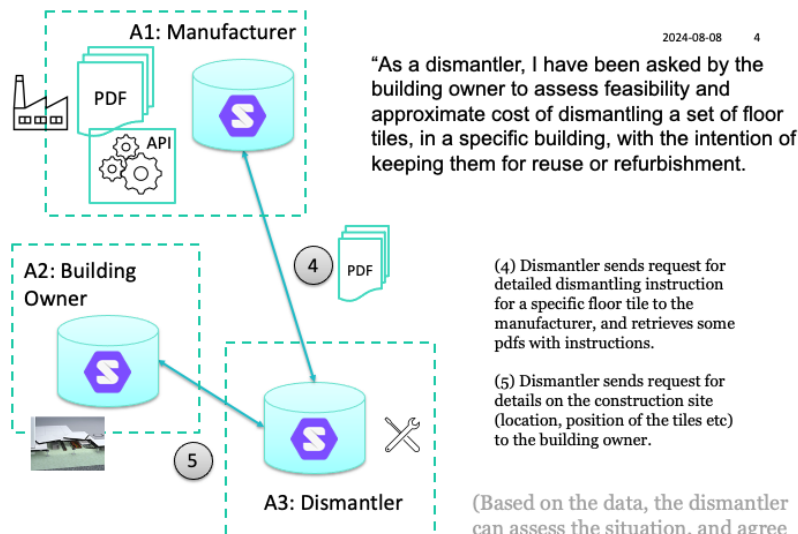 A1: Manufacturer
PDF
API
2024-08-08 4
“As a dismantler, I have been asked by the
building owner to assess feasibility and
approximate cost of dismantling a set of floor
tiles, in a specific building, with the intention of
keeping them for reuse or refurbishment.
4
PDF
A2: Building
Owner
(4) Dismantler sends request for
detailed dismantling instruction
for a specific floor tile to the
manufacturer, and retrieves some
pdfs with instructions.
(5) Dismantler sends request for
details on the construction site
(location, position of the tiles etc)
to the building owner.
5
A3: Dismantler
(Based on the data, the dismantler
can assess the situation, and agree